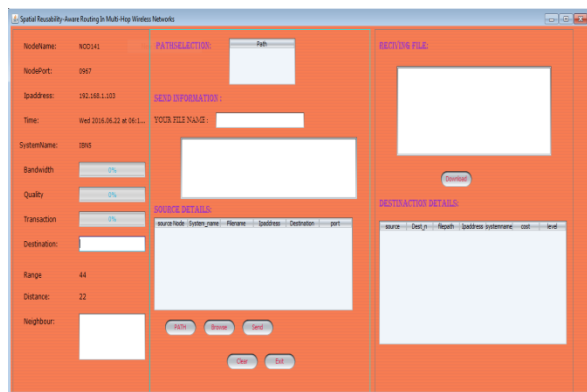 Spatial Reusability-Aware Routing In Multi-Hop Wireless Networks
NodeName: NOD141
NodePort: 0967
Ipaddress: 192.168.1.103
Time: Wed 2016.06.22 at 06:1...
SystemName:
Bandwidth 0%
Quality 0%
Transaction 0%
Destination:
Range 44
Distance: 22
Neighbour:
PATHSELECTION:
Path
SEND INFORMATION :
YOUR FILE NAME :
SOURCE DETAILS:
source Node System_name Filename Ipaddress Destination port
PATH Browse Send
Clear Exit
RECIVING FILE:
Download
DESTINACTION DETAILS:
source Dest_n filepath Ipaddress systemname cost level